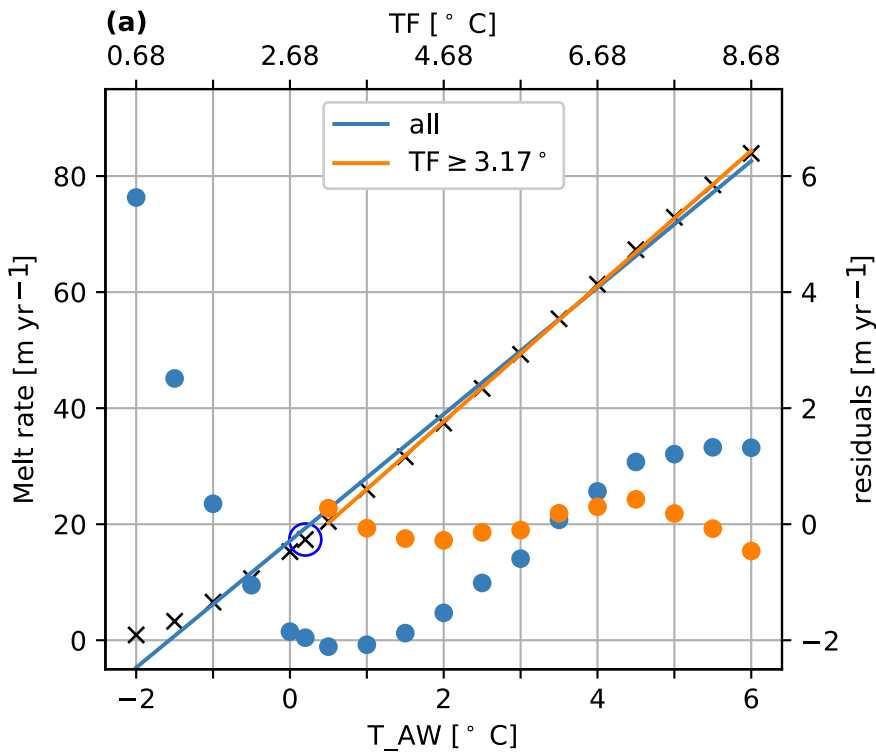 (a)
TF [° C]
0.68 2.68 4.68 6.68 8.68
all
TF ≥ 3.17°
80
60
40
20
0
Melt rate [m yr−1]
6
4
2
0
−2
residuals [m yr−1]
−2 0 2 4 6
T_AW [° C]